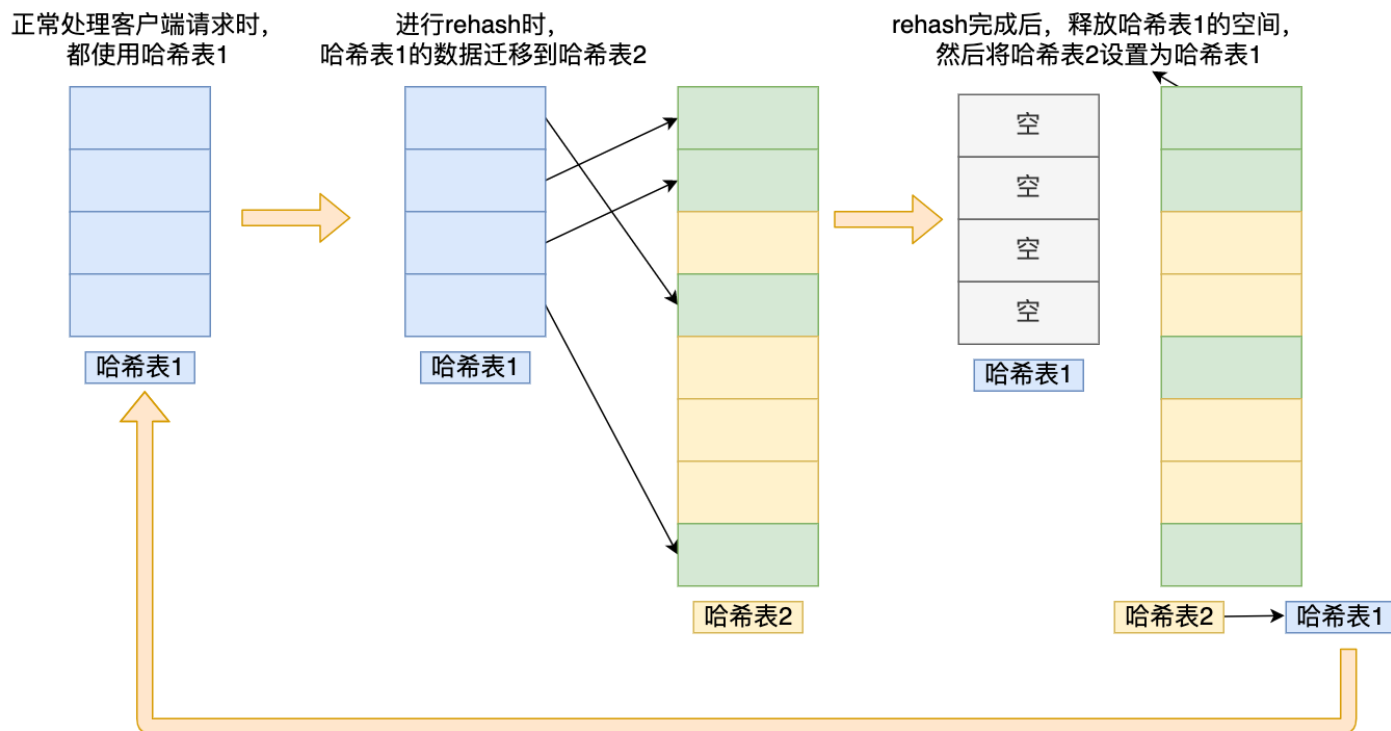 正常处理客户端请求时，
都使用哈希表1
进行rehash时，
哈希表1的数据迁移到哈希表2
rehash完成后，释放哈希表1的空间，
然后将哈希表2设置为哈希表1
空
空
空
空
哈希表1
哈希表1
哈希表1
哈希表2
哈希表2
哈希表1